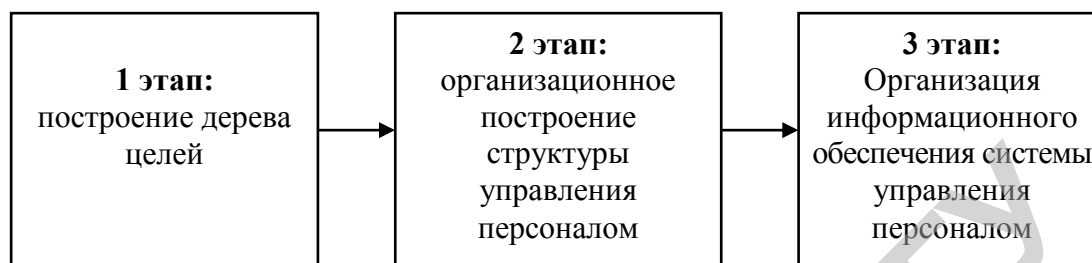 1 этап:
построение дерева
целей
2 этап:
организационное
построение
структуры
управления
персоналом
3 этап:
Организация
информационного
обеспечения системы
управления
персоналом